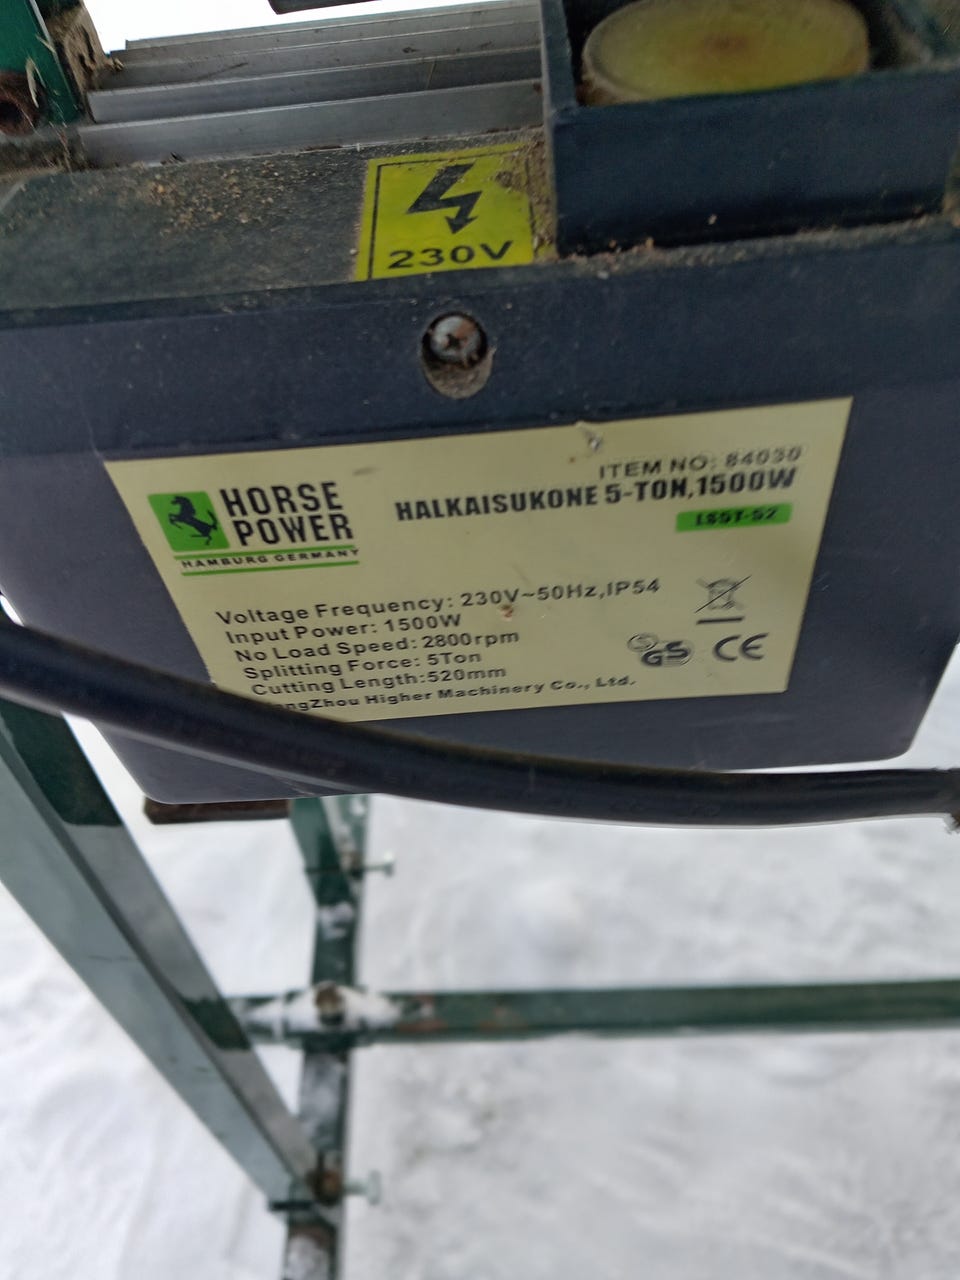 230V
HORSE
POWER
HAMBURG GERMANY
ITEM NO: 84030
HALKAISUKONE 5-TON,1500W
LS5T-52
Voltage Frequency: 230V~50Hz,IP54
Input Power: 1500W
No Load Speed: 2800rpm
Splitting Force: 5Ton
Cutting Length:520mm
Higher Machinery Co., Ltd.
GS
CE